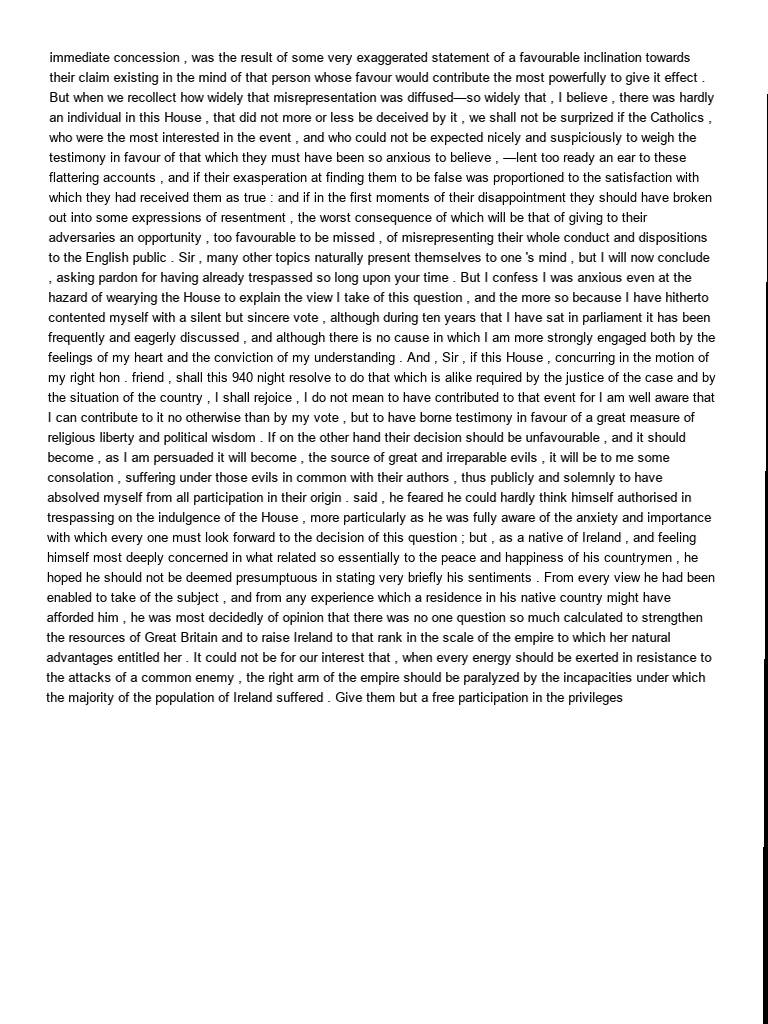 immediate concession , was the result of some very exaggerated statement of a favourable inclination towards
their claim existing in the mind of that person whose favour would contribute the most powerfully to give it effect .
But when we recollect how widely that misrepresentation was diffused—so widely that , I believe , there was hardly
an individual in this House , that did not more or less be deceived by it , we shall not be surprized if the Catholics ,
who were the most interested in the event , and who could not be expected nicely and suspiciously to weigh the
testimony in favour of that which they must have been so anxious to believe , —lent too ready an ear to these
flattering accounts , and if their exasperation at finding them to be false was proportioned to the satisfaction with
which they had received them as true : and if in the first moments of their disappointment they should have broken
out into some expressions of resentment , the worst consequence of which will be that of giving to their
adversaries an opportunity , too favourable to be missed , of misrepresenting their whole conduct and dispositions
to the English public . Sir , many other topics naturally present themselves to one 's mind , but I will now conclude
, asking pardon for having already trespassed so long upon your time . But I confess I was anxious even at the
hazard of wearying the House to explain the view I take of this question , and the more so because I have hitherto
contented myself with a silent but sincere vote , although during ten years that I have sat in parliament it has been
frequently and eagerly discussed , and although there is no cause in which I am more strongly engaged both by the
feelings of my heart and the conviction of my understanding . And , Sir , if this House , concurring in the motion of
my right hon . friend , shall this 940 night resolve to do that which is alike required by the justice of the case and by
the situation of the country , I shall rejoice , I do not mean to have contributed to that event for I am well aware that
I can contribute to it no otherwise than by my vote , but to have borne testimony in favour of a great measure of
religious liberty and political wisdom . If on the other hand their decision should be unfavourable , and it should
become , as I am persuaded it will become , the source of great and irreparable evils , it will be to me some
consolation , suffering under those evils in common with their authors , thus publicly and solemnly to have
absolved myself from all participation in their origin . said , he feared he could hardly think himself authorised in
trespassing on the indulgence of the House , more particularly as he was fully aware of the anxiety and importance
with which every one must look forward to the decision of this question ; but , as a native of Ireland , and feeling
himself most deeply concerned in what related so essentially to the peace and happiness of his countrymen , he
hoped he should not be deemed presumptuous in stating very briefly his sentiments . From every view he had been
enabled to take of the subject , and from any experience which a residence in his native country might have
afforded him , he was most decidedly of opinion that there was no one question so much calculated to strengthen
the resources of Great Britain and to raise Ireland to that rank in the scale of the empire to which her natural
advantages entitled her . It could not be for our interest that , when every energy should be exerted in resistance to
the attacks of a common enemy , the right arm of the empire should be paralyzed by the incapacities under which
the majority of the population of Ireland suffered . Give them but a free participation in the privileges